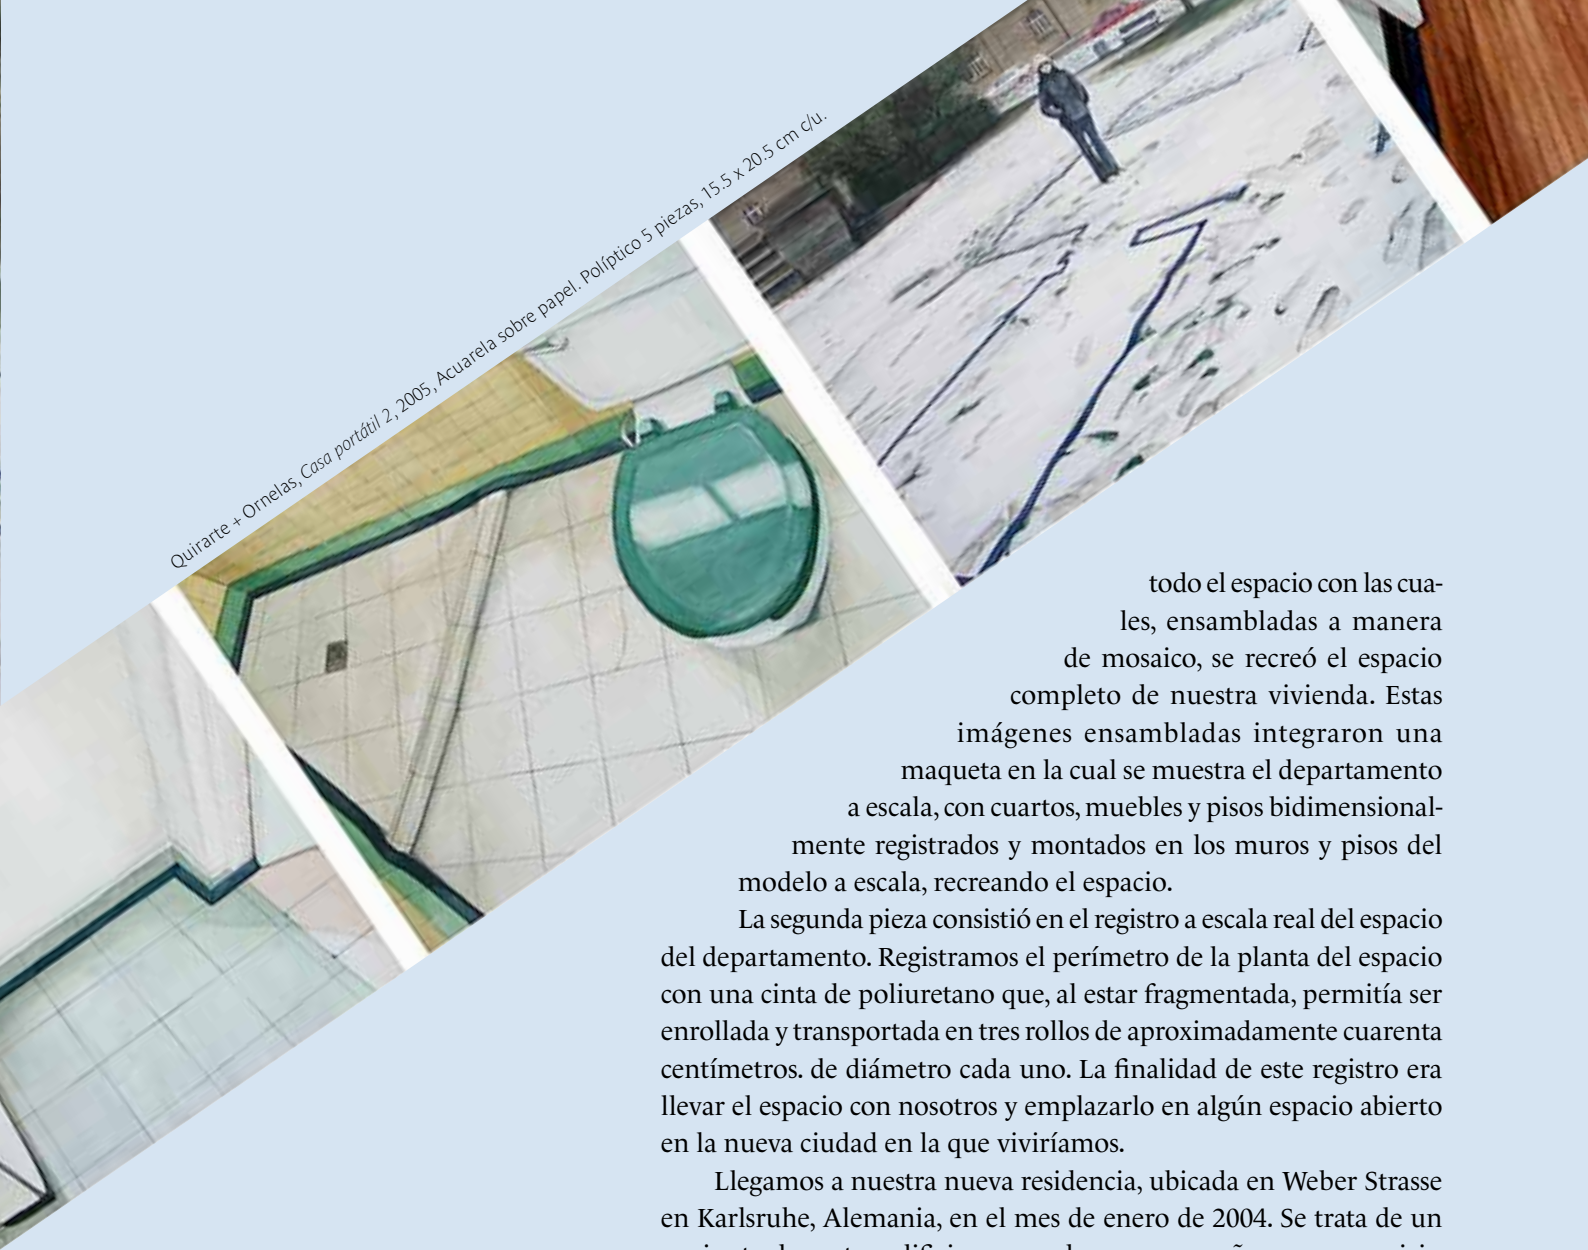 Quirarte + Ornelas, Casa portátil 2, 2005, Acuarela sobre papel. Políptico 5 piezas, 15.5 x 20.5 cm c/u.
todo el espacio con las cua-
les, ensambladas a manera
de mosaico, se recreó el espacio
completo de nuestra vivienda. Estas
imágenes ensambladas integraron una
maqueta en la cual se muestra el departamento
a escala, con cuartos, muebles y pisos bidimensional-
mente registrados y montados en los muros y pisos del
modelo a escala, recreando el espacio.
La segunda pieza consistió en el registro a escala real del espacio
del departamento. Registramos el perímetro de la planta del espacio
con una cinta de poliuretano que, al estar fragmentada, permitía ser
enrollada y transportada en tres rollos de aproximadamente cuarenta
centímetros. de diámetro cada uno. La finalidad de este registro era
llevar el espacio con nosotros y emplazarlo en algún espacio abierto
en la nueva ciudad en la que viviríamos.
Llegamos a nuestra nueva residencia, ubicada en Weber Strasse
en Karlsruhe, Alemania, en el mes de enero de 2004. Se trata de un